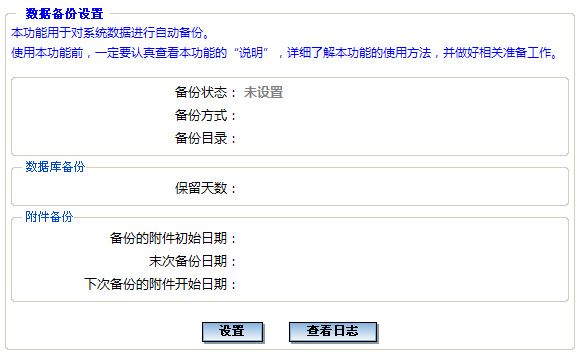 数据备份设置
本功能用于对系统数据进行自动备份。
使用本功能前，一定要认真查看本功能的“说明”，详细了解本功能的使用方法，并做好相关准备工作。
备份状态： 未设置
备份方式：
备份目录：
数据库备份
保留天数：
附件备份
备份的附件初始日期：
末次备份日期：
下次备份的附件开始日期：
设置 查看日志